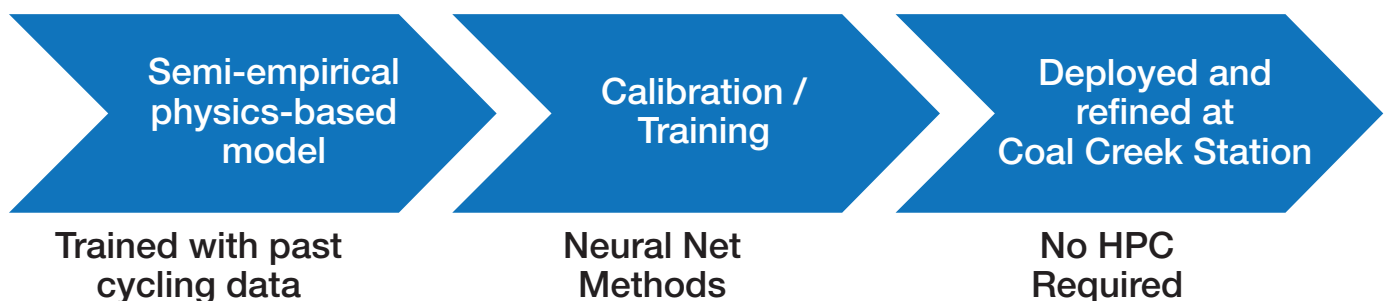 Semi-empirical
physics-based
model
Trained with past
cycling data
Calibration /
Training
Neural Net
Methods
Deployed and
refined at
Coal Creek Station
No HPC
Required